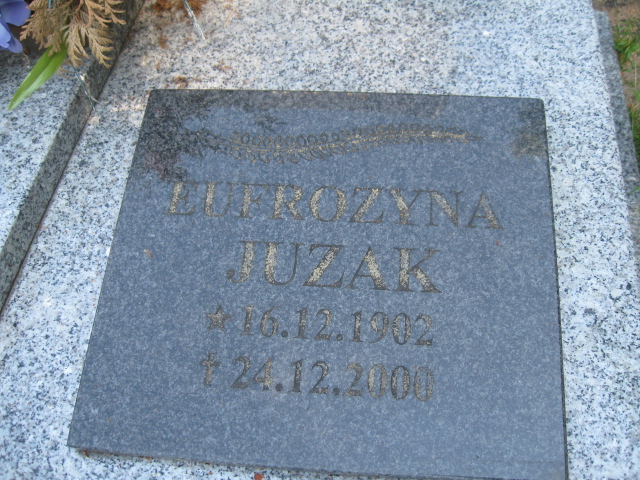 EUFROZYNA
JUZAK
★ 16.12.1902
† 24.12.2000